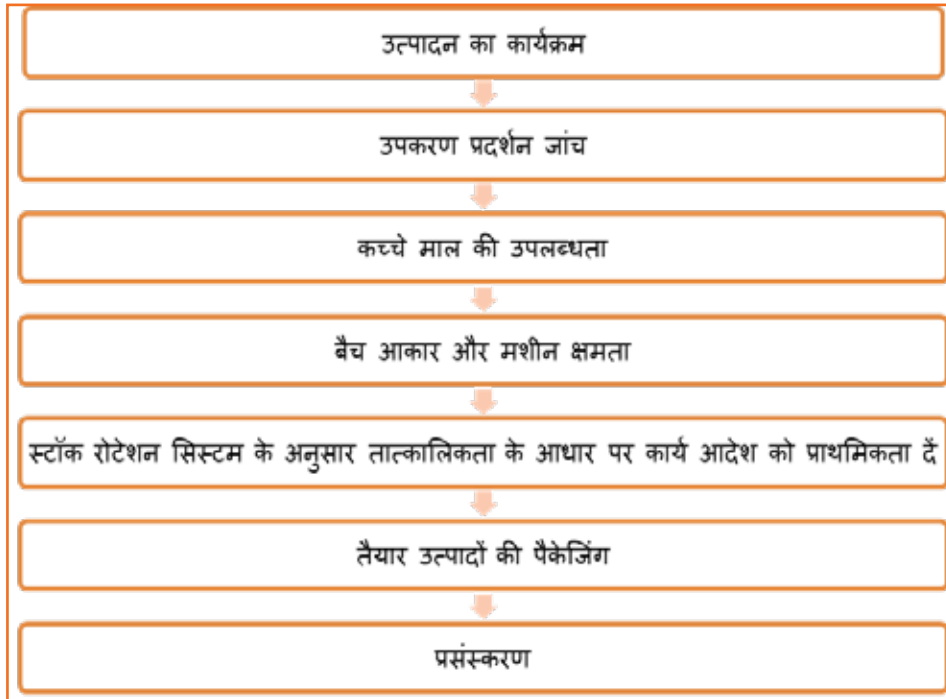 उत्पादन का कार्यक्रम
उपकरण प्रदर्शन जांच
कच्चे माल की उपलब्धता
बैच आकार और मशीन क्षमता
स्टॉक रोटेशन सिस्टम के अनुसार तात्कालिकता के आधार पर कार्य आदेश को प्राथमिकता दें
तैयार उत्पादों की पैकेजिंग
प्रसंस्करण